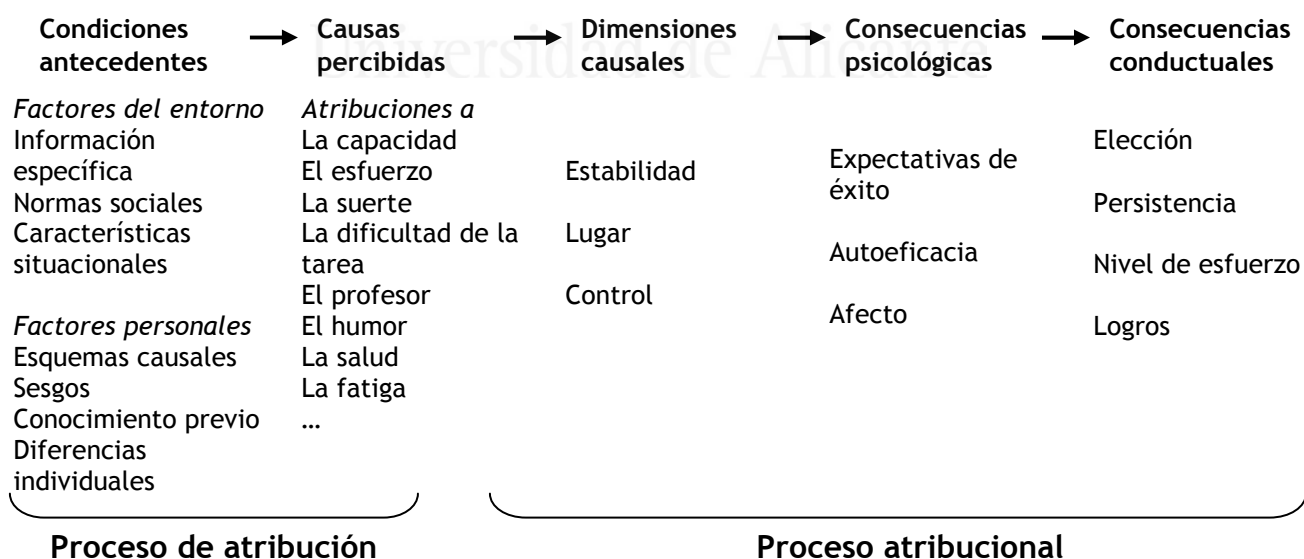 Universidad de Alicante
Condiciones antecedentes
Causas percibidas
Dimensiones causales
Consecuencias psicológicas
Consecuencias conductuales
Factores del entorno
Información
específica
Normas sociales
Características
situacionales
Factores personales
Esquemas causales
Sesgos
Conocimiento previo
Diferencias
individuales
Atribuciones a
La capacidad
El esfuerzo
La suerte
La dificultad de la
tarea
El profesor
El humor
La salud
La fatiga
…
Estabilidad
Lugar
Control
Expectativas de
éxito
Autoeficacia
Afecto
Elección
Persistencia
Nivel de esfuerzo
Logros
Proceso de atribución
Proceso atribucional